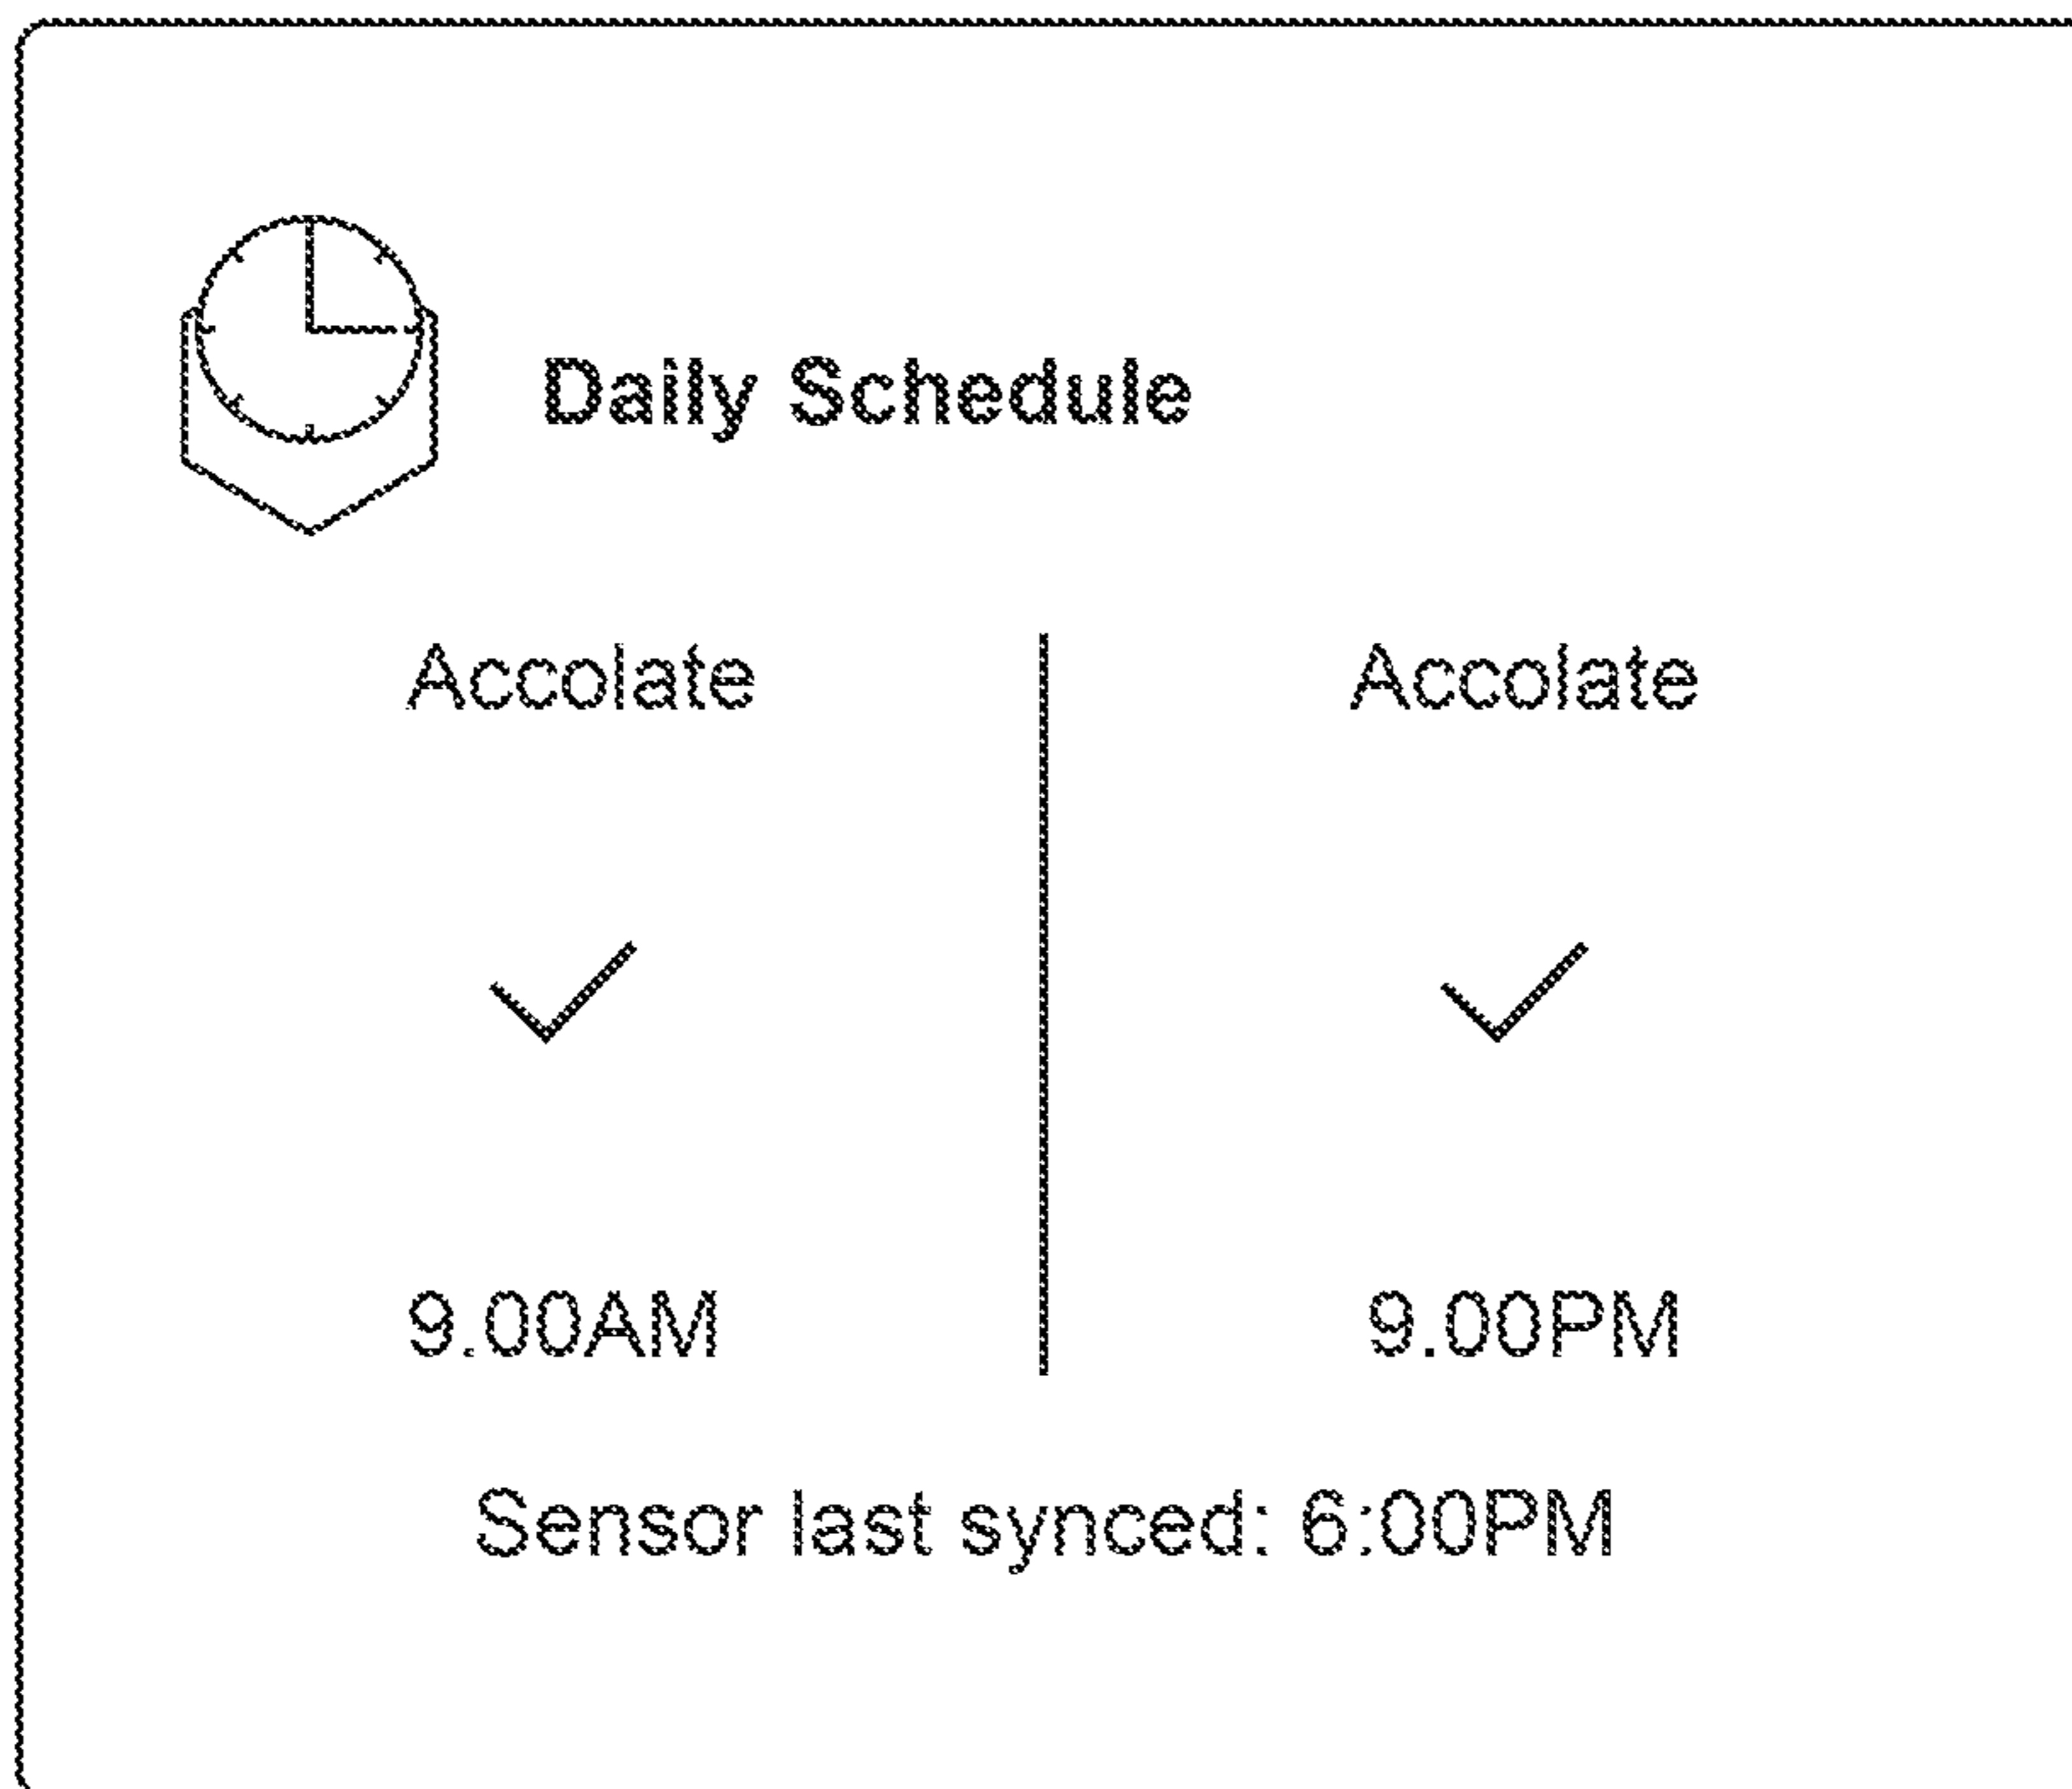 Daily Schedule
Accolate Accolate
9.00AM 9.00PM
Sensor last synced: 6:00PM